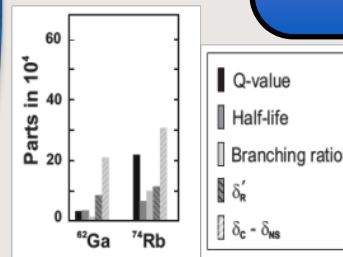 Parts in 10⁴
60
40
20
0
⁶²Ga ⁷⁴Rb
Q-value
Half-life
Branching ratio
δ′R
δC - δNS